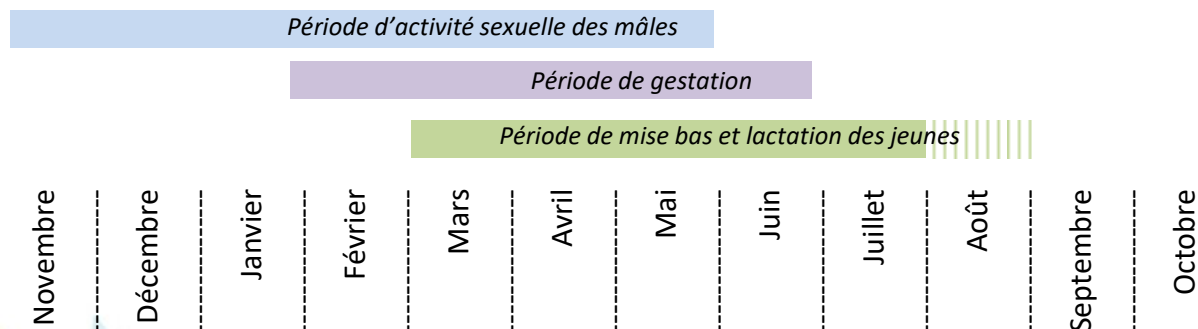 Période d’activité sexuelle des mâles
Période de gestation
Période de mise bas et lactation des jeunes
Novembre
Décembre
Janvier
Février
Mars
Avril
Mai
Juin
Juillet
Août
Septembre
Octobre